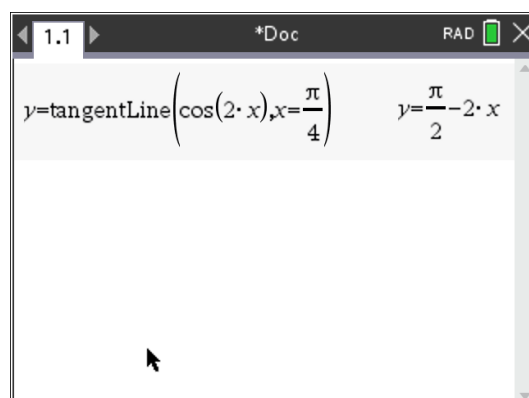 1.1 *Doc RAD
y=tangentLine(cos(2·x),x=π/4) y=π/2−2·x